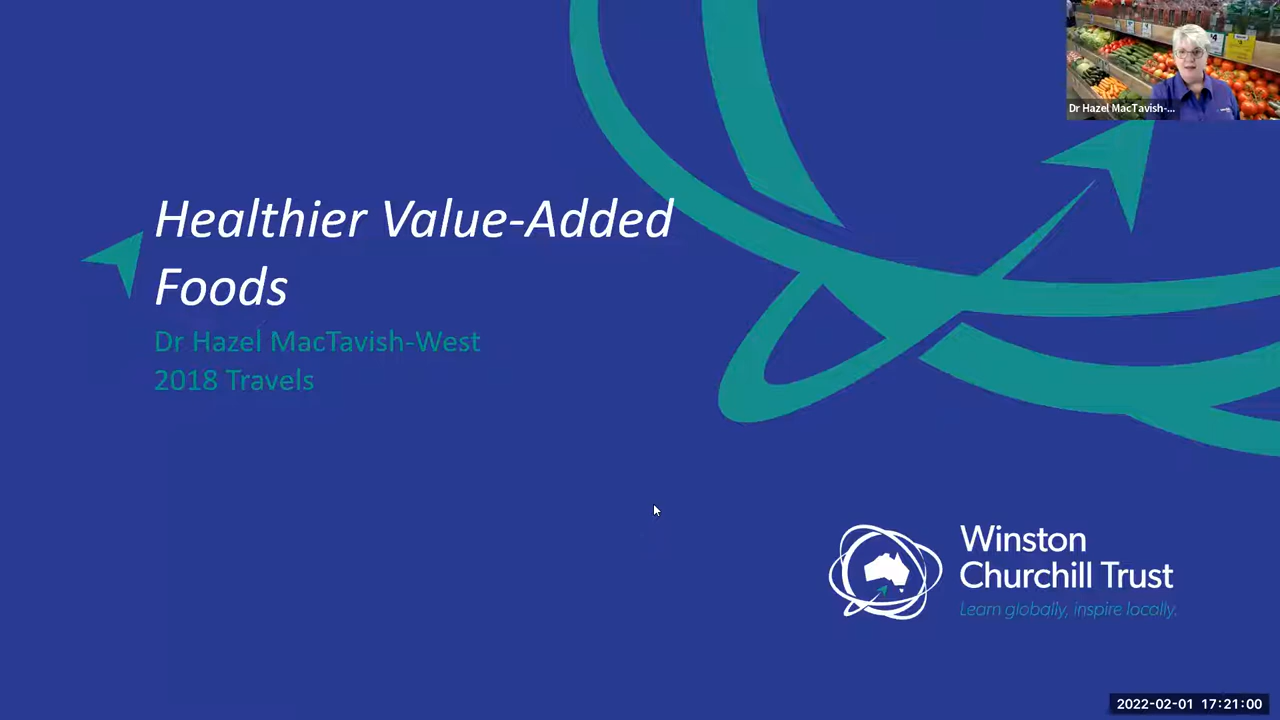 Dr Hazel MacTavish-...
Healthier Value-Added
Foods
Dr Hazel MacTavish-West
2018 Travels
Winston
Churchill Trust
Learn globally, inspire locally.
2022-02-01 17:21:00